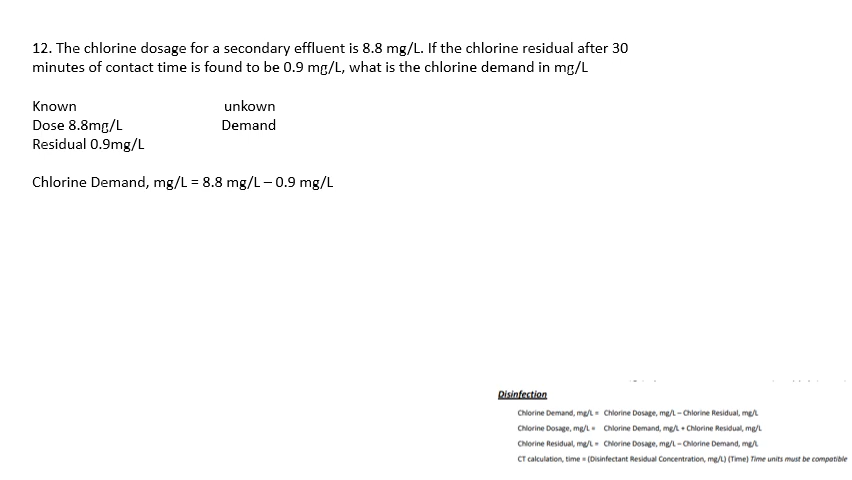 12. The chlorine dosage for a secondary effluent is 8.8 mg/L. If the chlorine residual after 30
minutes of contact time is found to be 0.9 mg/L, what is the chlorine demand in mg/L
Known unkown
Dose 8.8mg/L Demand
Residual 0.9mg/L
Chlorine Demand, mg/L = 8.8 mg/L – 0.9 mg/L
Disinfection
Chlorine Demand, mg/L = Chlorine Dosage, mg/L – Chlorine Residual, mg/L
Chlorine Dosage, mg/L = Chlorine Demand, mg/L + Chlorine Residual, mg/L
Chlorine Residual, mg/L = Chlorine Dosage, mg/L – Chlorine Demand, mg/L
CT calculation, time = (Disinfectant Residual Concentration, mg/L) (Time) Time units must be compatible